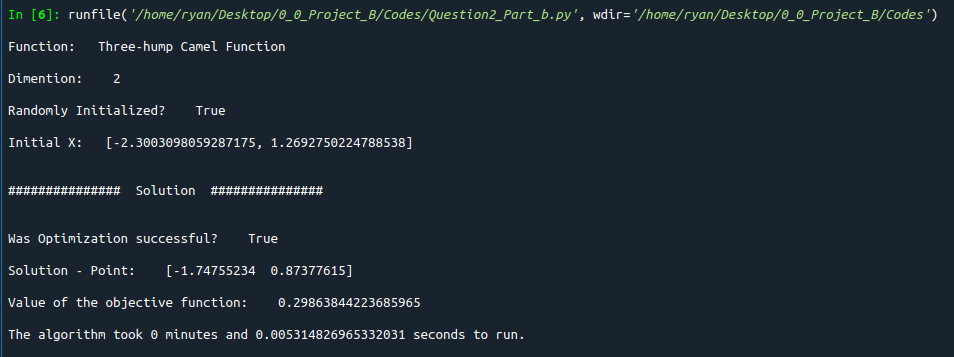 In [6]: runfile('/home/ryan/Desktop/0_0_Project_B/Codes/Question2_Part_b.py', wdir='/home/ryan/Desktop/0_0_Project_B/Codes')
Function:   Three-hump Camel Function
Dimention:    2
Randomly Initialized?    True
Initial X:   [-2.3003098059287175, 1.2692750224788538]
###############  Solution  ###############
Was Optimization successful?    True
Solution - Point:    [-1.74755234  0.87377615]
Value of the objective function:    0.29863844223685965
The algorithm took 0 minutes and 0.005314826965332031 seconds to run.